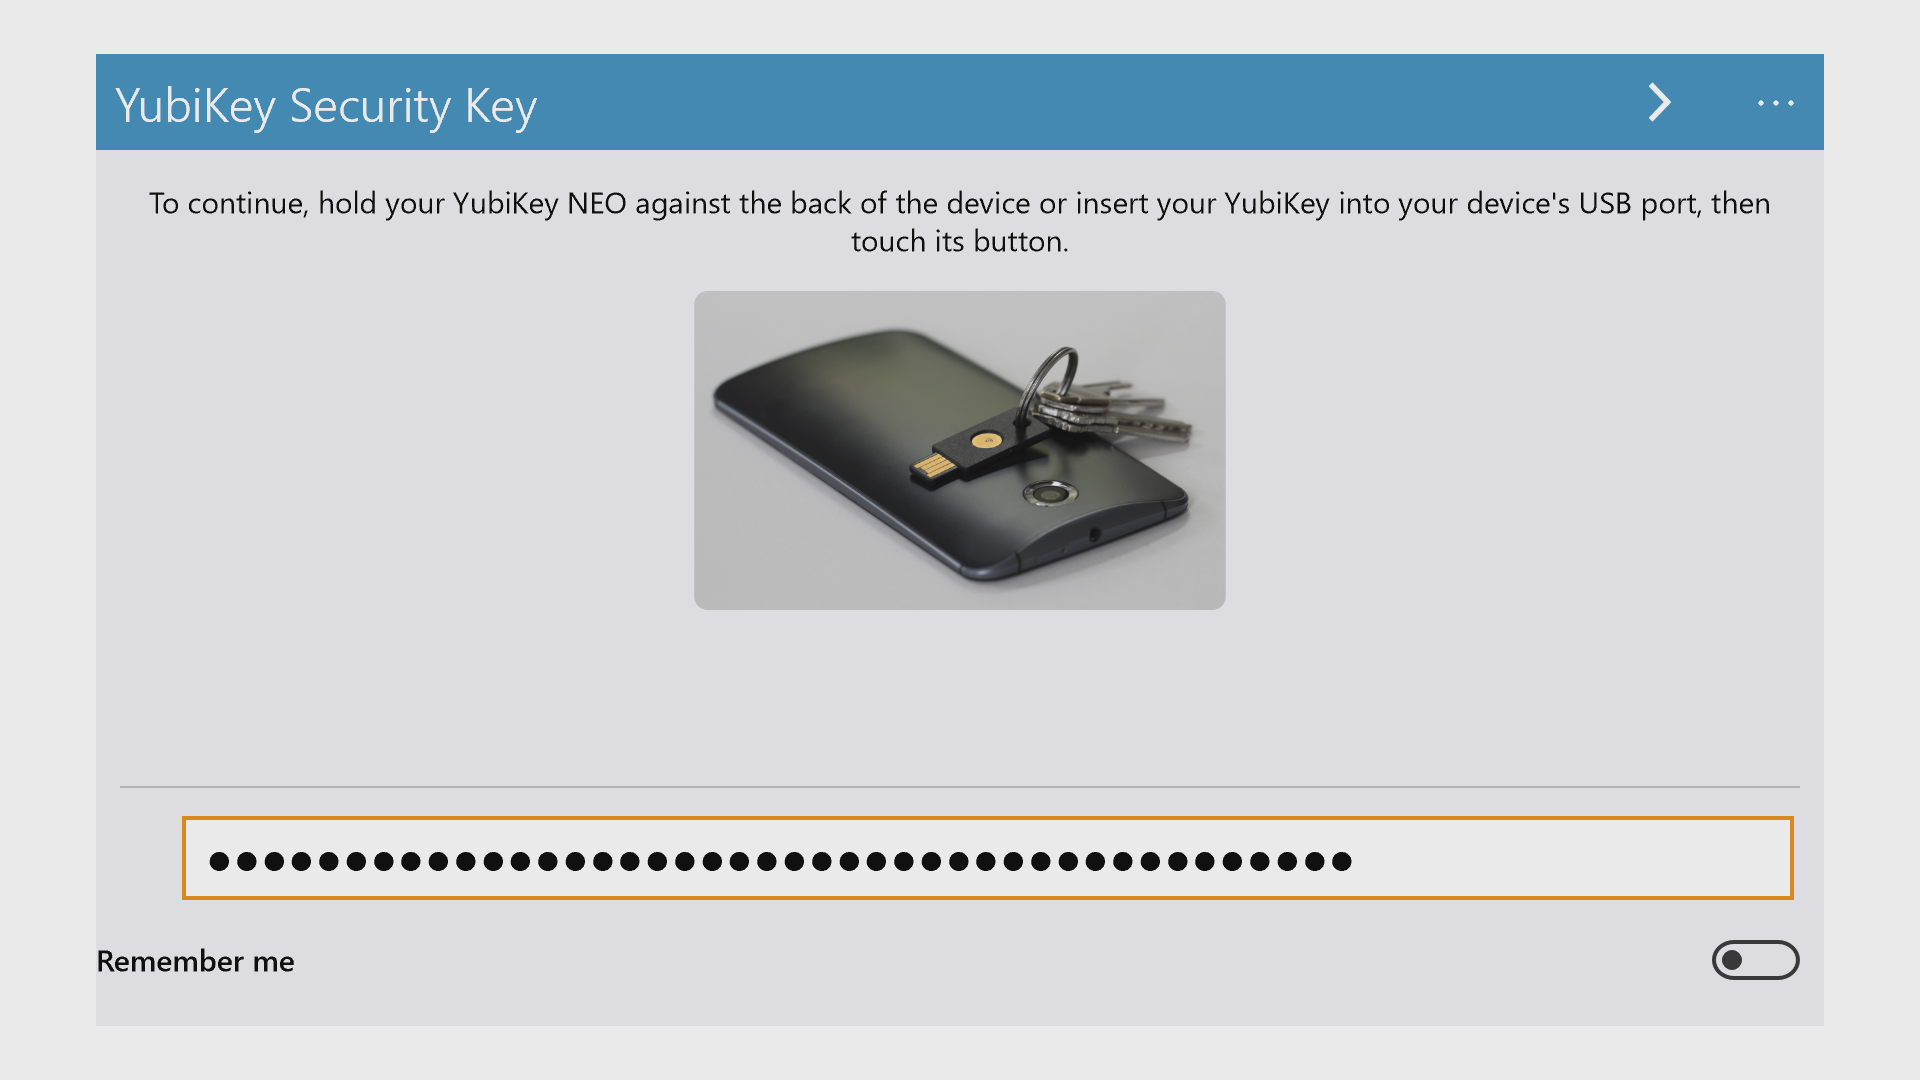 YubiKey Security Key
To continue, hold your YubiKey NEO against the back of the device or insert your YubiKey into your device's USB port, then
touch its button.
Remember me